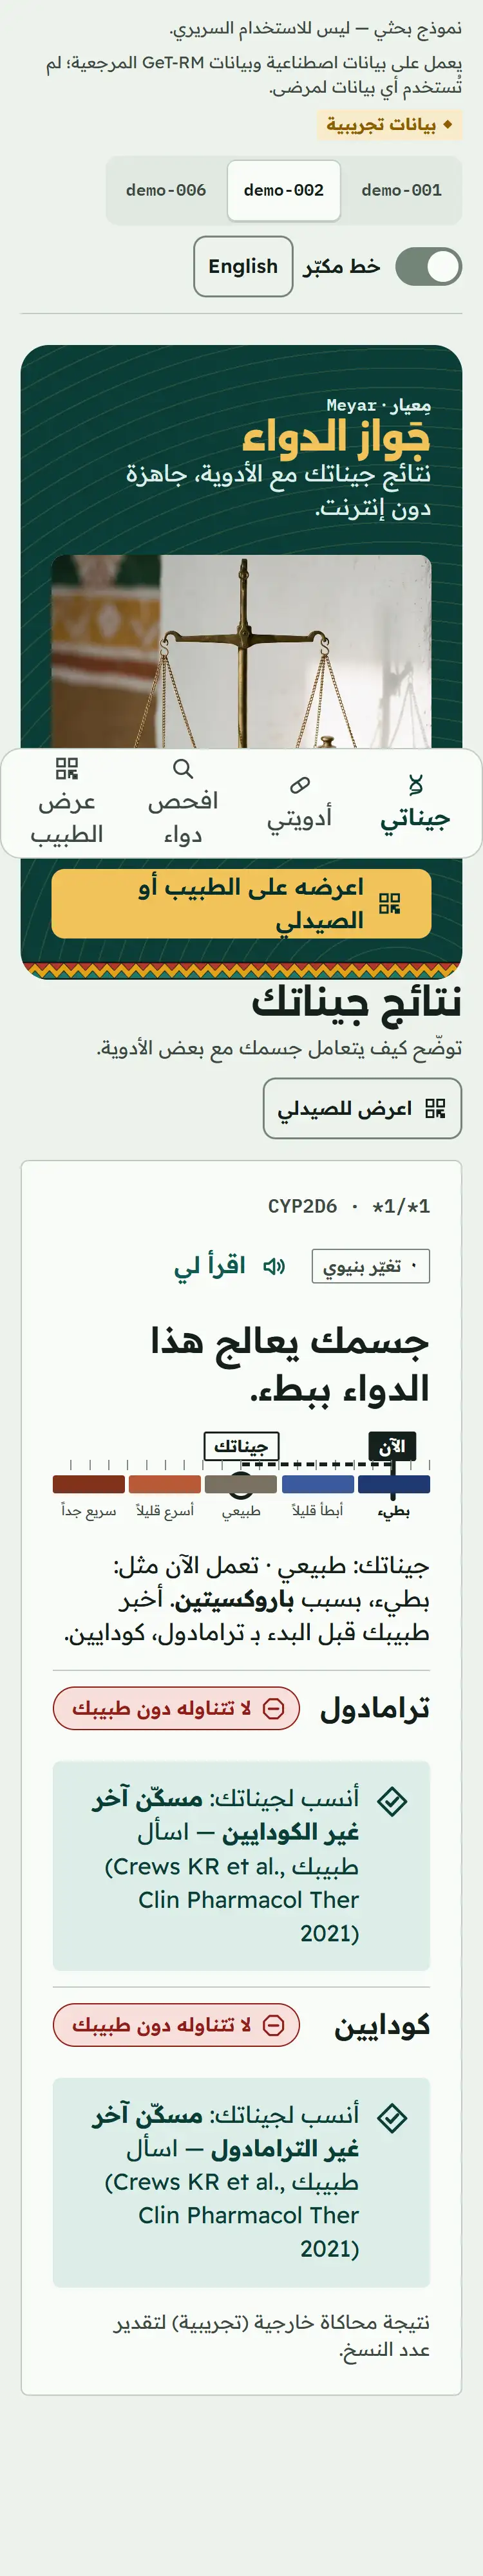 نموذج بحثي — ليس للاستخدام السريري.
يعمل على بيانات اصطناعية وبيانات GeT-RM المرجعية؛ لم
تُستخدم أي بيانات لمرضى.
بيانات تجريبية
demo-001
demo-002
demo-006
خط مكبّر
English
مِعيار · Meyar
جَواز الدواء
نتائج جيناتك مع الأدوية، جاهزة
دون إنترنت.
جيناتي
أدويتي
افحص
دواء
عرض
الطبيب
اعرضه على الطبيب أو
الصيدلي
نتائج جيناتك
توضّح كيف يتعامل جسمك مع بعض الأدوية.
اعرض للصيدلي
CYP2D6 · *1/*1
· تغيّر بنيوي
اقرأ لي
جسمك يعالج هذا
الدواء ببطء.
الآن
جيناتك
بطيء
أبطأ قليلاً
طبيعي
أسرع قليلاً
سريع جداً
جيناتك: طبيعي · تعمل الآن مثل:
بطيء، بسبب باروكسيتين. أخبر
طبيبك قبل البدء بـ ترامادول، كودايين.
ترامادول
لا تتناوله دون طبيبك
أنسب لجيناتك: مسكّن آخر
غير الكودايين — اسأل
طبيبك (Crews KR et al.,
Clin Pharmacol Ther
2021)
كودايين
لا تتناوله دون طبيبك
أنسب لجيناتك: مسكّن آخر
غير الترامادول — اسأل
طبيبك (Crews KR et al.,
Clin Pharmacol Ther
2021)
نتيجة محاكاة خارجية (تجريبية) لتقدير
عدد النسخ.